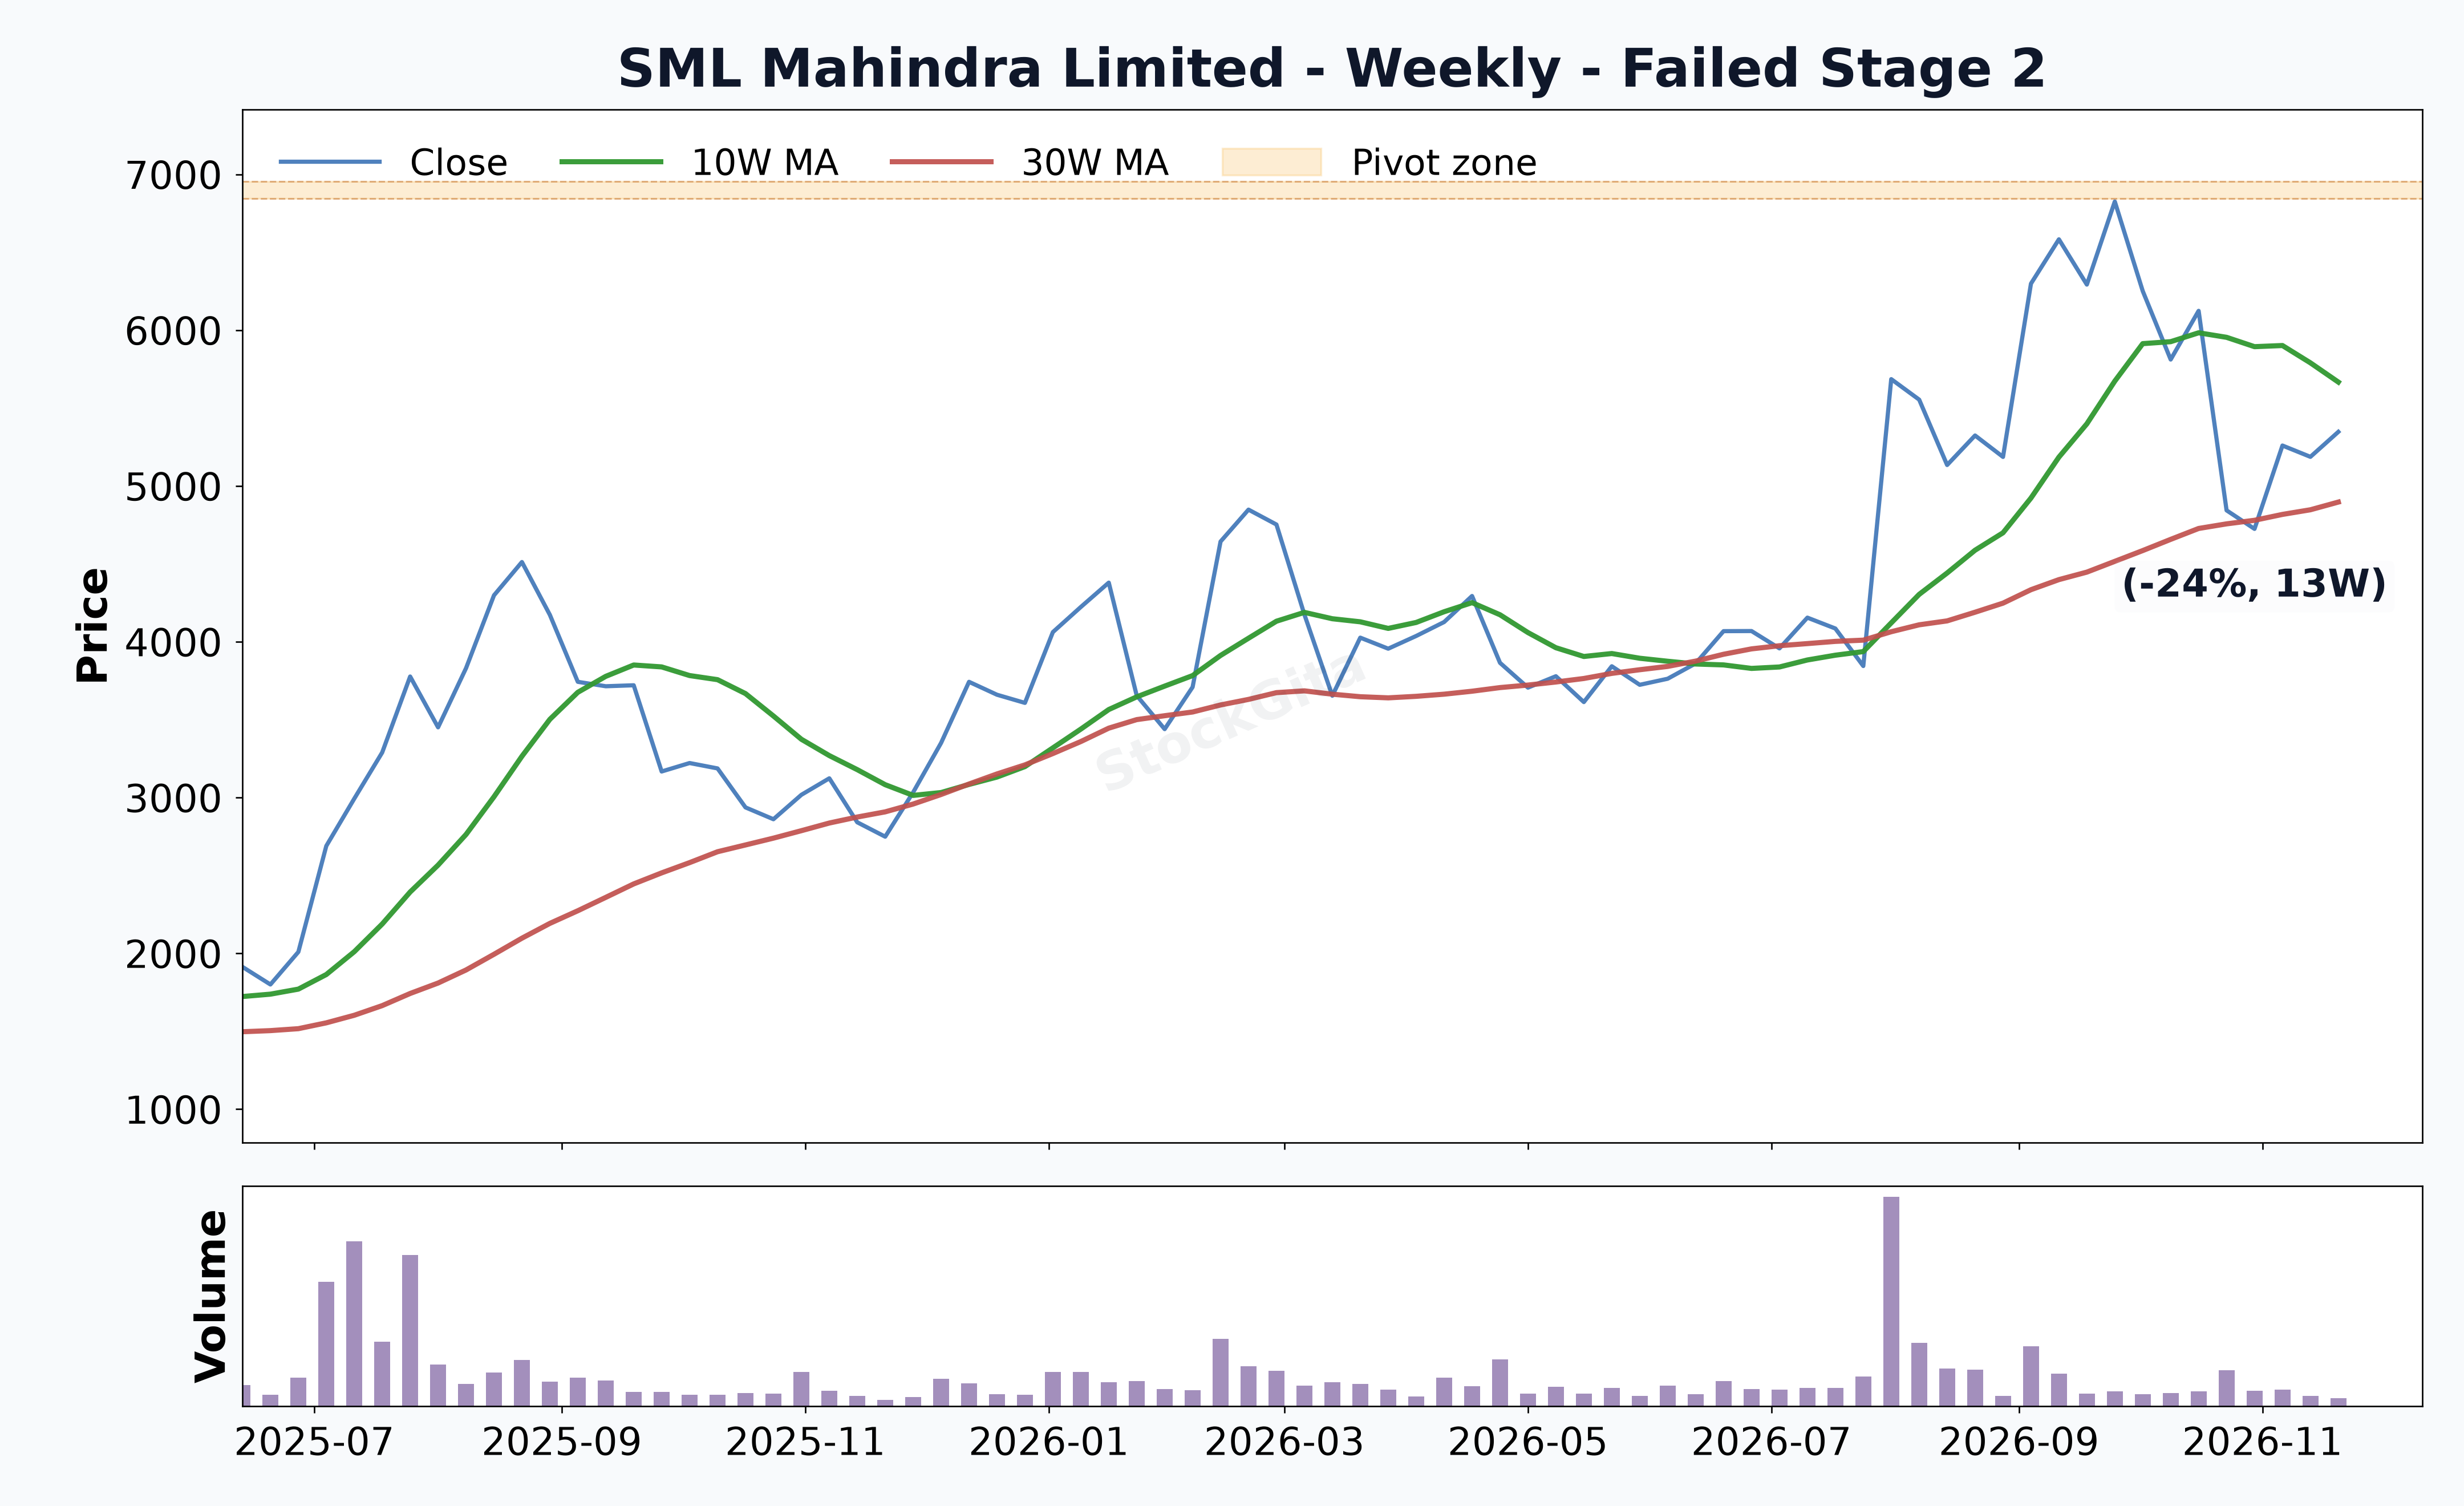 SML Mahindra Limited - Weekly - Failed Stage 2
Close
10W MA
30W MA
Pivot zone
Price
7000
6000
5000
4000
3000
2000
1000
(-24%, 13W)
StockGita
Volume
2025-07
2025-09
2025-11
2026-01
2026-03
2026-05
2026-07
2026-09
2026-11